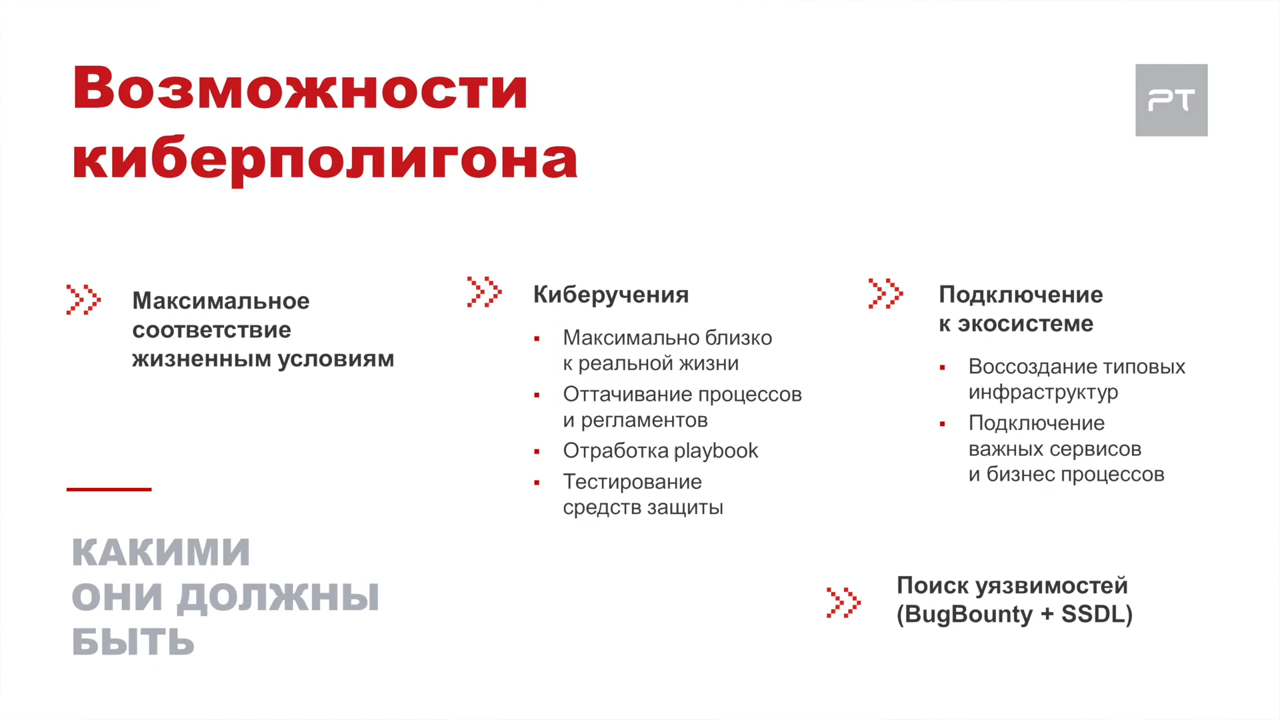 Возможности
киберполигона
PT
Максимальное
соответствие
жизненным условиям
Киберучения
Максимально близко
к реальной жизни
Оттачивание процессов
и регламентов
Отработка playbook
Тестирование
средств защиты
Подключение
к экосистеме
Воссоздание типовых
инфраструктур
Подключение
важных сервисов
и бизнес процессов
КАКИМИ
ОНИ ДОЛЖНЫ
БЫТЬ
Поиск уязвимостей
(BugBounty + SSDL)